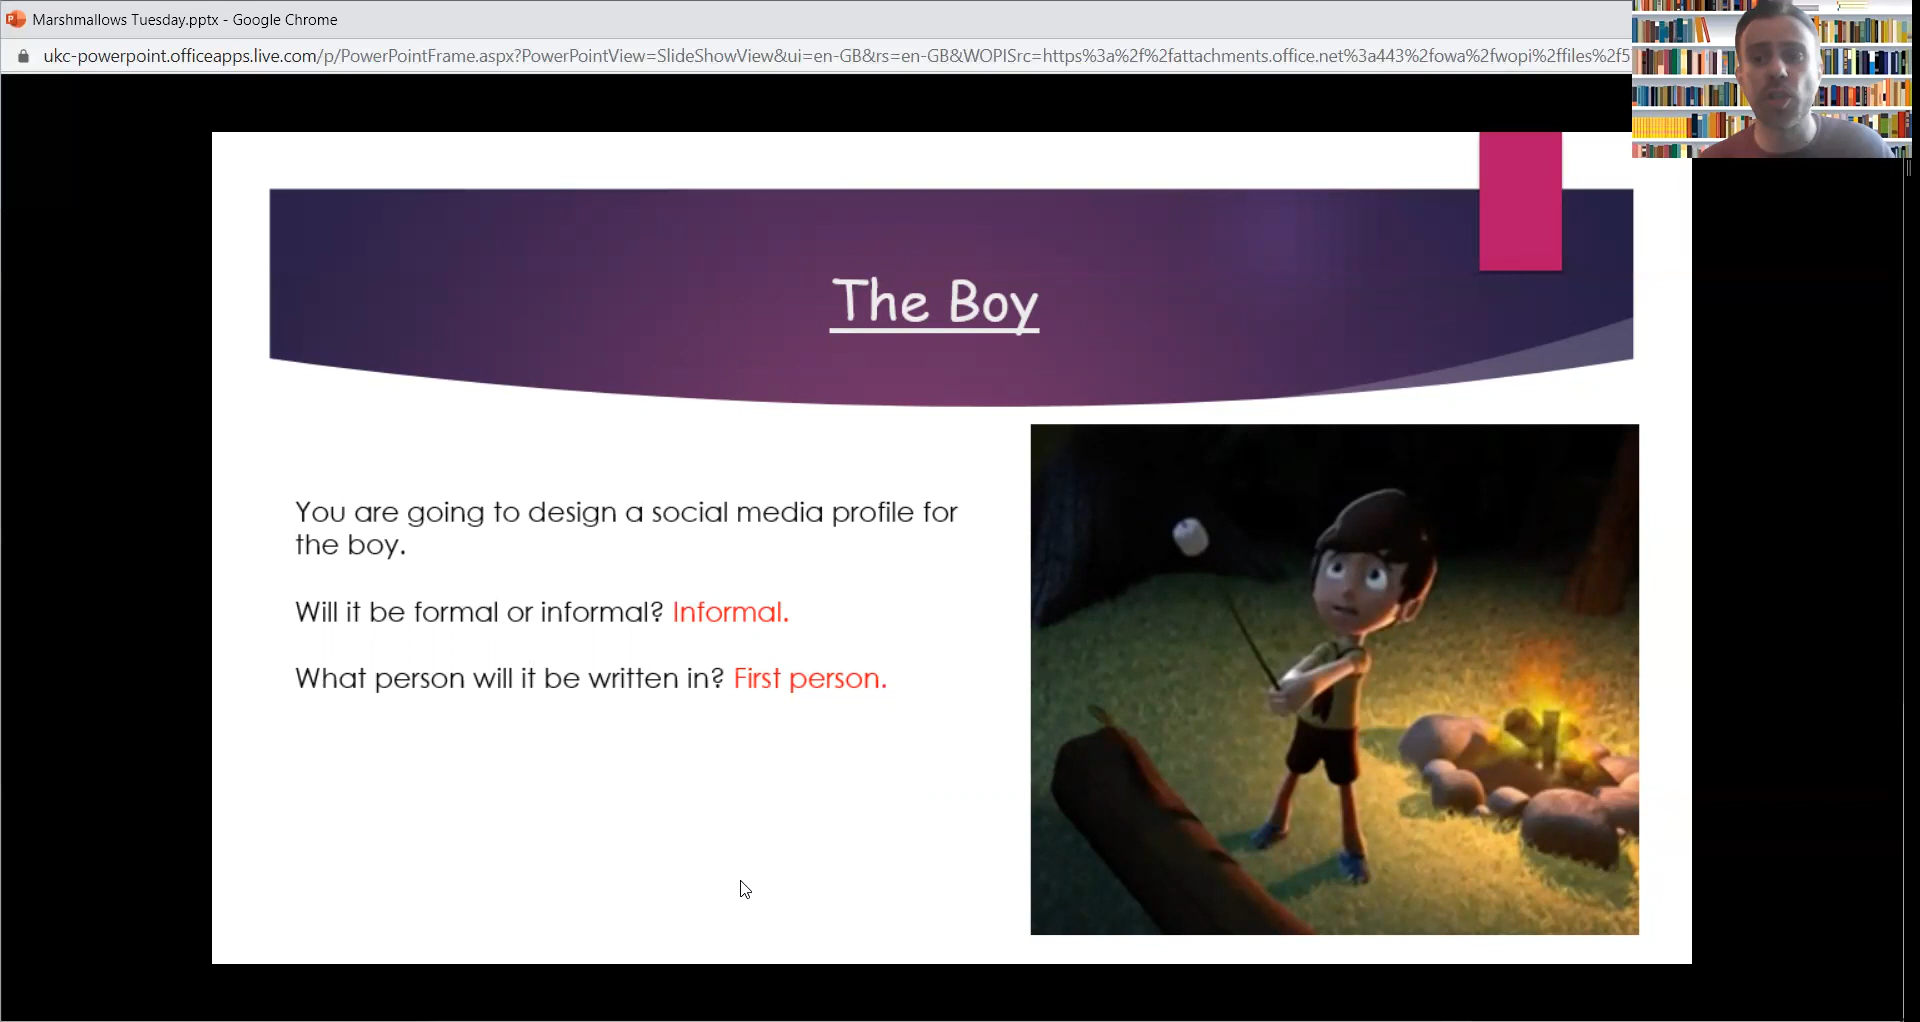 Marshmallows Tuesday.pptx - Google Chrome
ukc-powerpoint.officeapps.live.com/p/PowerPointFrame.aspx?PowerPointView=SlideShowView&ui=en-GB&rs=en-GB&WOPISrc=https%3a%2f%2fattachments.office.net%3a443%2fowa%2fwopi%2ffiles%2f5
The Boy
You are going to design a social media profile for
the boy.
Will it be formal or informal? Informal.
What person will it be written in? First person.